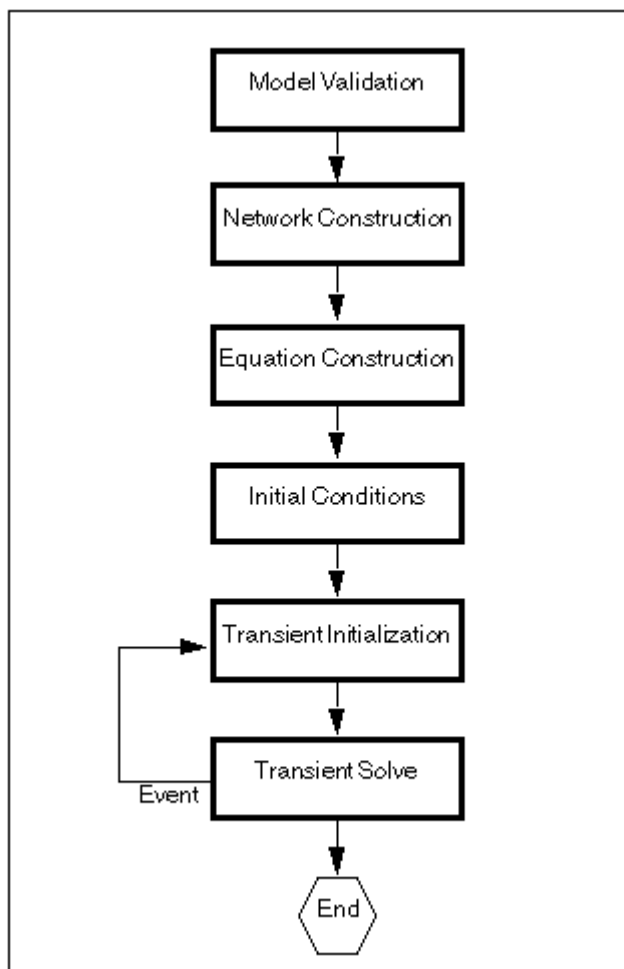 Model Validation
Network Construction
Equation Construction
Initial Conditions
Transient Initialization
Transient Solve
Event
End